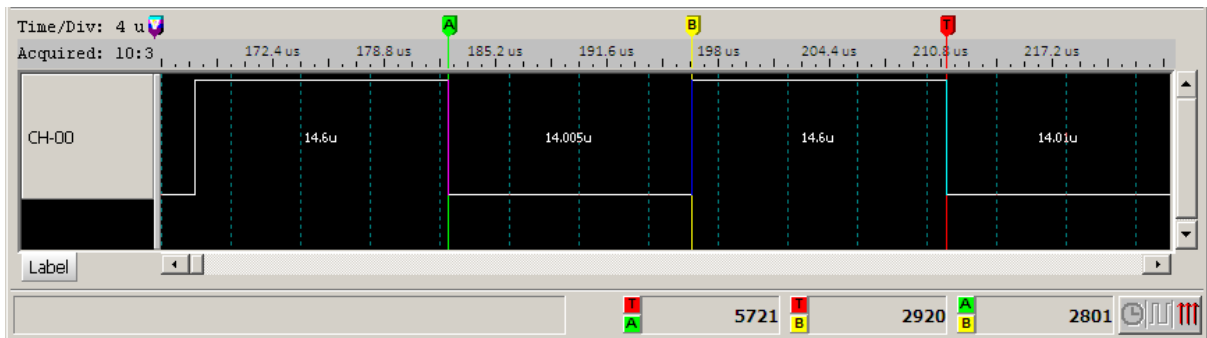 Time/Div: 4 u
A
B
T
Acquired: 10:3
172.4 us 178.8 us 185.2 us 191.6 us 198 us 204.4 us 210.8 us 217.2 us
CH-00
14.6u 14.005u 14.6u 14.01u
Label
T
A
5721
T
B
2920
A
B
2801